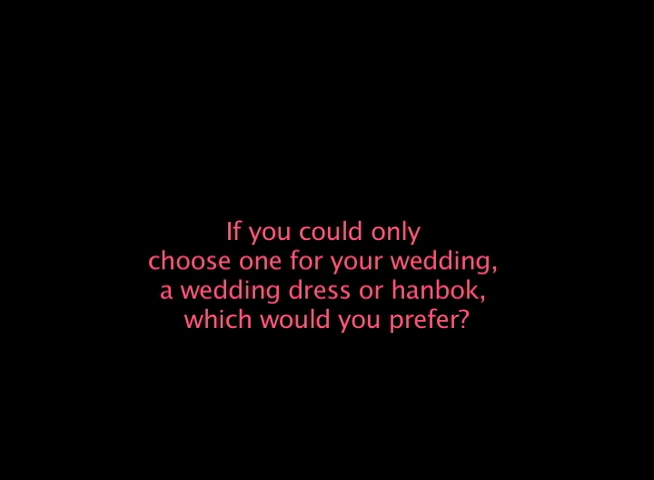 If you could only
choose one for your wedding,
a wedding dress or hanbok,
which would you prefer?